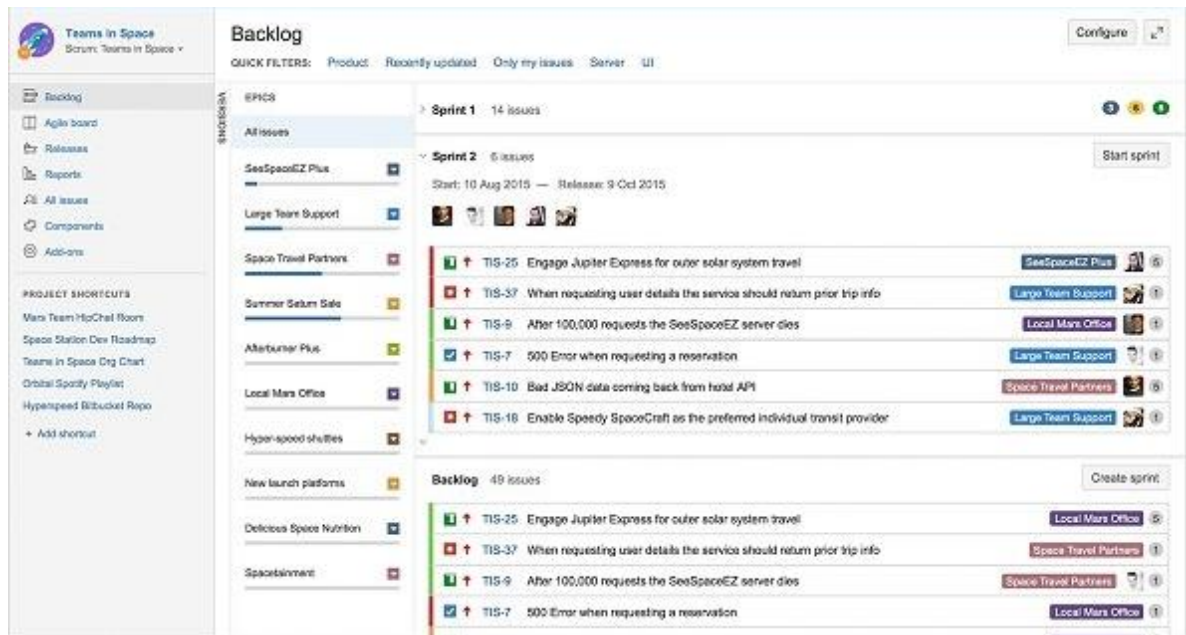 Teams in Space
Scrum: Teams in Space
Backlog
Agile board
Releases
Reports
All issues
Components
Add-ons
PROJECT SHORTCUTS
Mars Team HipChat Room
Space Station Dev Roadmap
Teams in Space Org Chart
Orbital Spotify Playlist
Hyperspeed Bitbucket Repo
+ Add shortcut
Backlog
Configure
QUICK FILTERS: Product Recently updated Only my issues Server UI
VERSIONS
EPICS
All issues
SeeSpaceEZ Plus
Large Team Support
Space Travel Partners
Summer Saturn Sale
Afterburner Plus
Local Mars Office
Hyper-speed shuttles
New launch platforms
Delicious Space Nutrition
Spacetainment
Sprint 1 14 issues 3 6 5
Sprint 2 6 issues Start sprint
Start: 10 Aug 2015 — Release: 9 Oct 2015
TIS-25 Engage Jupiter Express for outer solar system travel SeeSpaceEZ Plus 5
TIS-37 When requesting user details the service should return prior trip info Large Team Support 1
TIS-9 After 100,000 requests the SeeSpaceEZ server dies Local Mars Office 1
TIS-7 500 Error when requesting a reservation Large Team Support 1
TIS-10 Bad JSON data coming back from hotel API Space Travel Partners 5
TIS-18 Enable Speedy SpaceCraft as the preferred individual transit provider Large Team Support 1
Backlog 49 issues Create sprint
TIS-25 Engage Jupiter Express for outer solar system travel Local Mars Office 5
TIS-37 When requesting user details the service should return prior trip info Space Travel Partners 1
TIS-9 After 100,000 requests the SeeSpaceEZ server dies Space Travel Partners 1
TIS-7 500 Error when requesting a reservation Local Mars Office 1